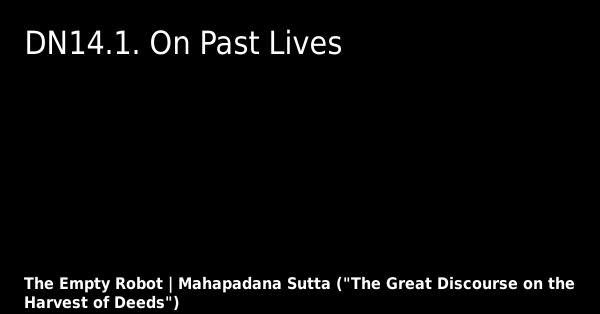 DN14.1. On Past Lives
The Empty Robot | Mahapadana Sutta ("The Great Discourse on the
Harvest of Deeds")